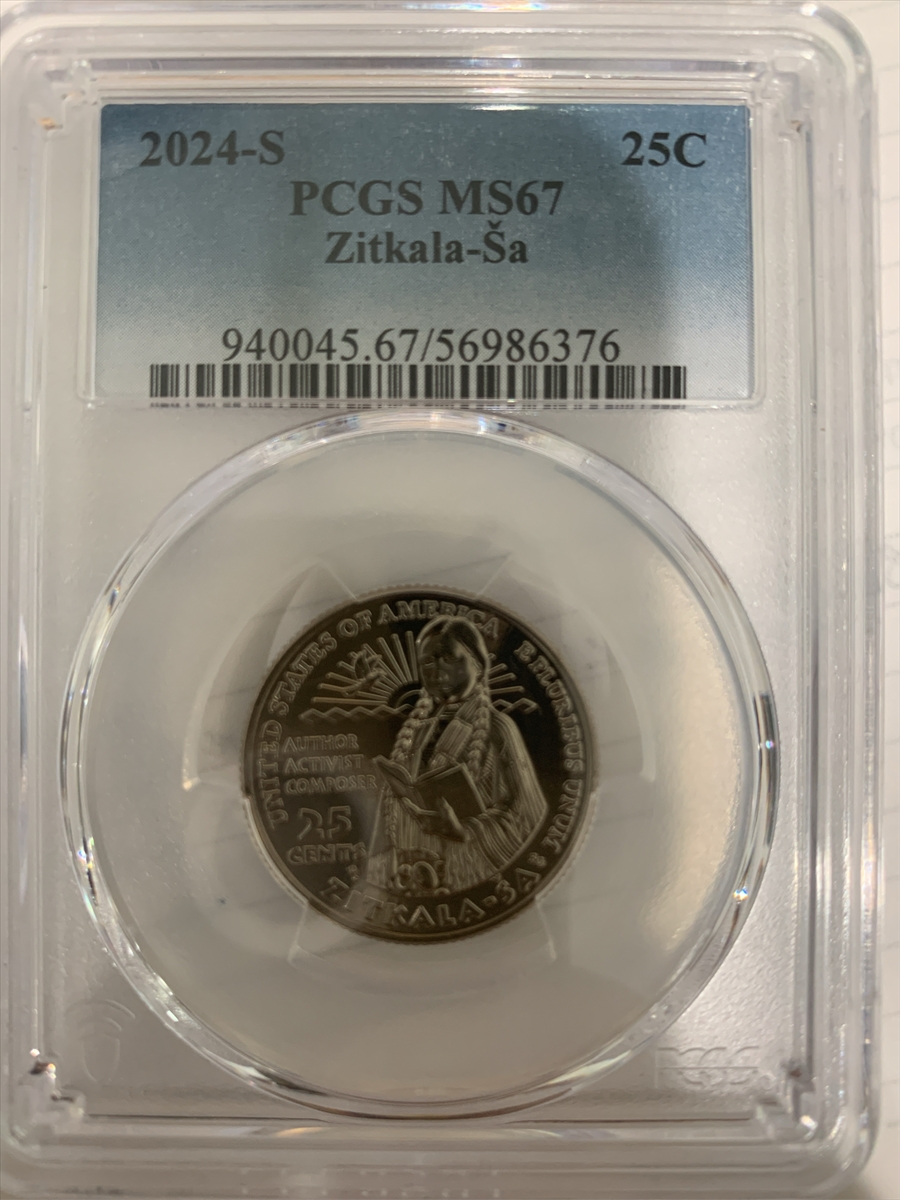 2024-S 25C
PCGS MS67
Zitkala-Ša
940045.67/56986376
UNITED STATES OF AMERICA
E PLURIBUS UNUM
AUTHOR
ACTIVIST
COMPOSER
25
CENTS
ZITKALA-ŠA
PCGS